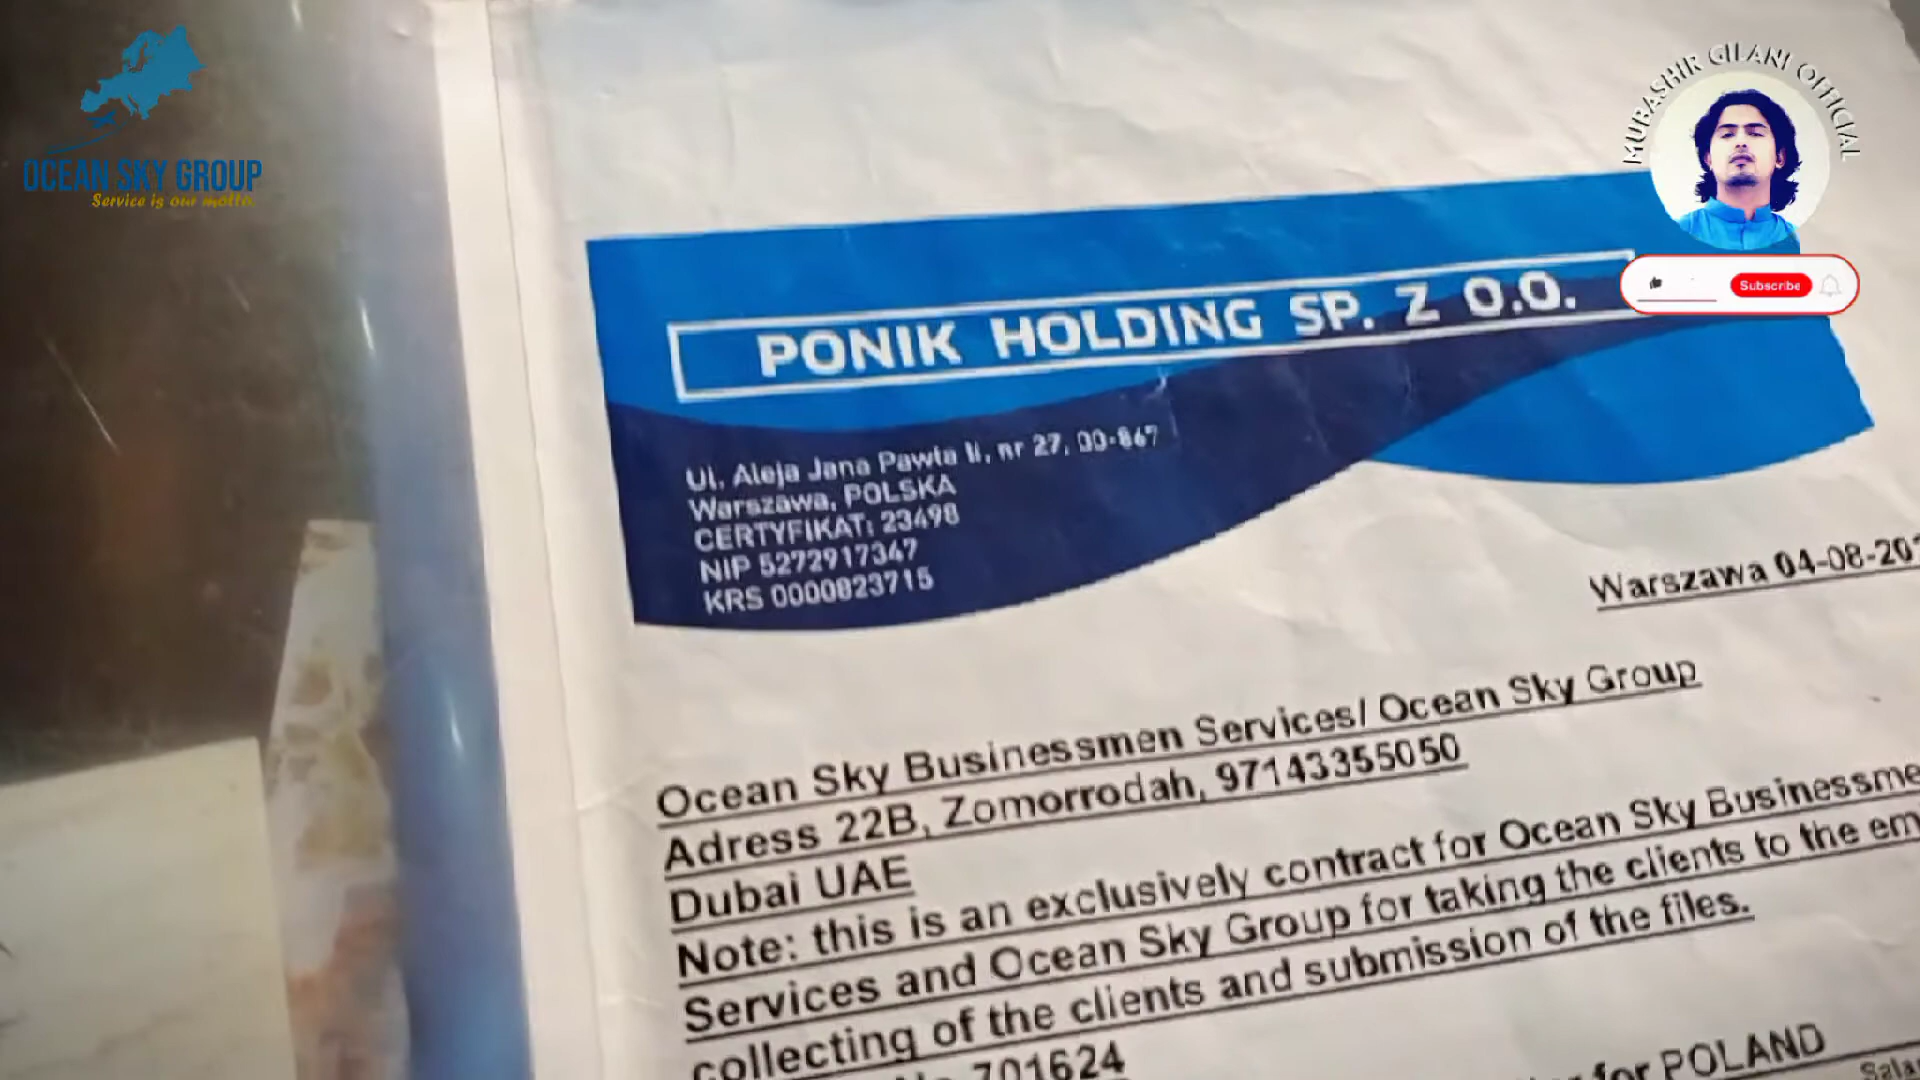 OCEAN SKY GROUP
Service is our motto.
MUBASHIR GILANI OFFICIAL
Subscribe
PONIK HOLDING SP. Z O.O.
Ul. Aleja Jana Pawła II, nr 27, 00-867
Warszawa, POLSKA
CERTYFIKAT: 23498
NIP 5272917347
KRS 0000823715
Warszawa 04-08-202
Ocean Sky Businessmen Services/ Ocean Sky Group
Adress 22B, Zomorrodah, 97143355050
Dubai UAE
Note: this is an exclusively contract for Ocean Sky Businessme
Services and Ocean Sky Group for taking the clients to the em
collecting of the clients and submission of the files.
701624
for POLAND
Sala